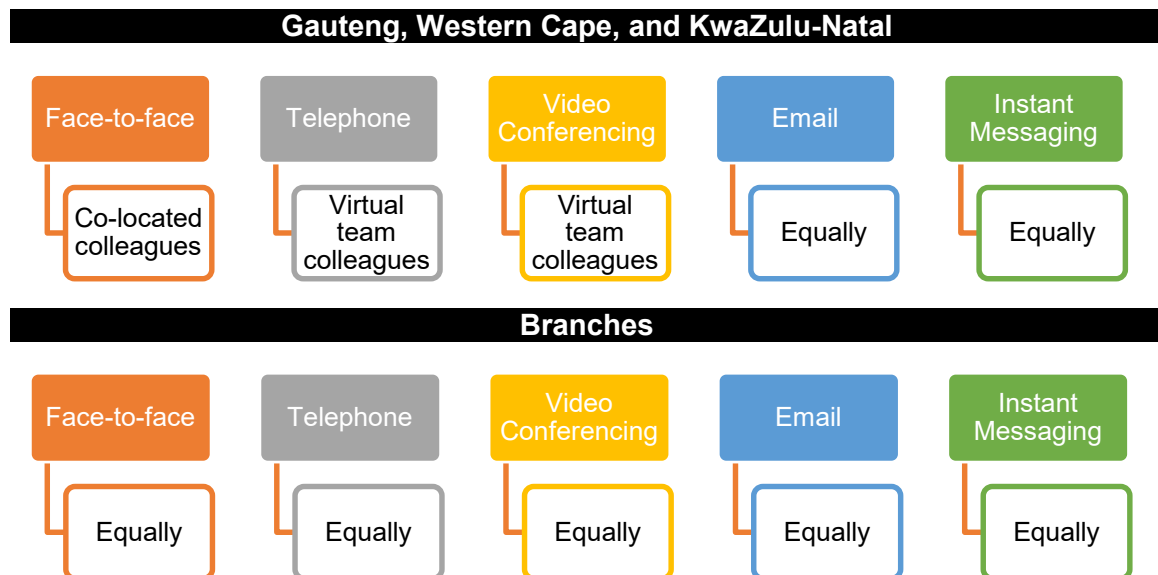 Gauteng, Western Cape, and KwaZulu-Natal
Face-to-face
Telephone
Video
Conferencing
Email
Instant
Messaging
Co-located
colleagues
Virtual
team
colleagues
Virtual
team
colleagues
Equally
Equally
Branches
Face-to-face
Telephone
Video
Conferencing
Email
Instant
Messaging
Equally
Equally
Equally
Equally
Equally